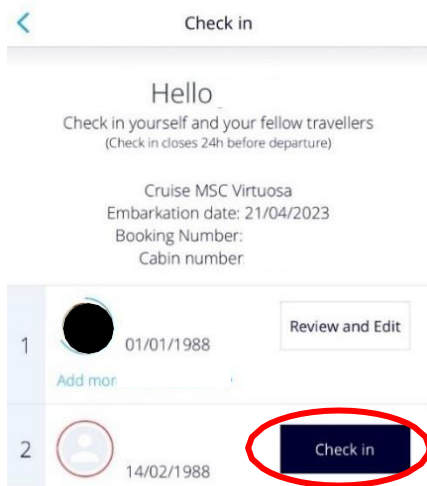 Check in
Hello
Check in yourself and your fellow travellers
(Check in closes 24h before departure)
Cruise MSC Virtuosa
Embarkation date: 21/04/2023
Booking Number:
Cabin number
1
01/01/1988
Review and Edit
Add
2
14/02/1988
Check in